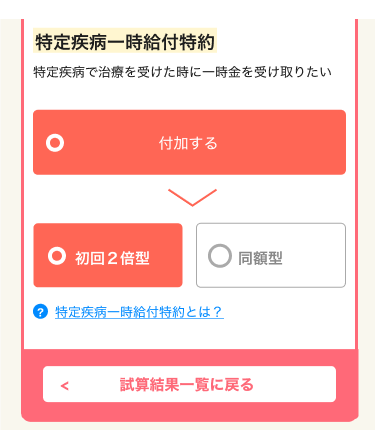 特定疾病一時給付特約
特定疾病で治療を受けた時に一時金を受け取りたい
付加する
初回２倍型
同額型
? 特定疾病一時給付特約とは？
< 試算結果一覧に戻る